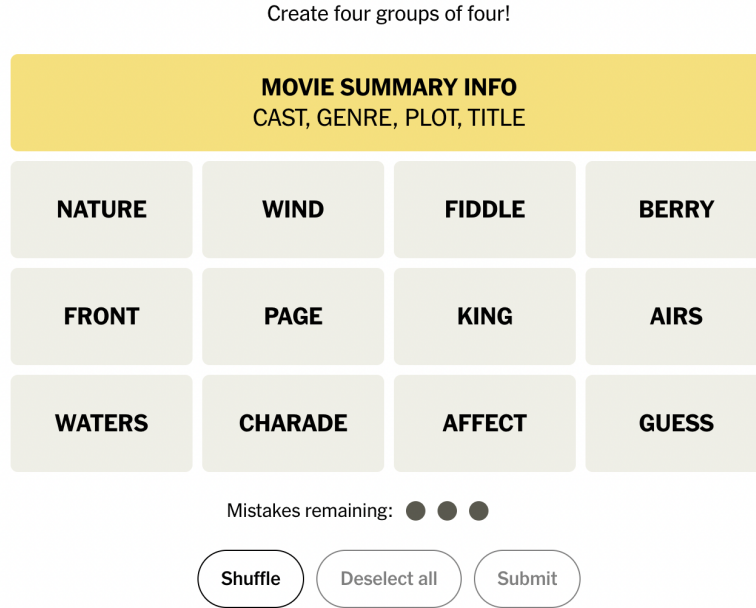 Create four groups of four!
MOVIE SUMMARY INFO
CAST, GENRE, PLOT, TITLE
NATURE WIND FIDDLE BERRY
FRONT PAGE KING AIRS
WATERS CHARADE AFFECT GUESS
Mistakes remaining:
Shuffle Deselect all Submit